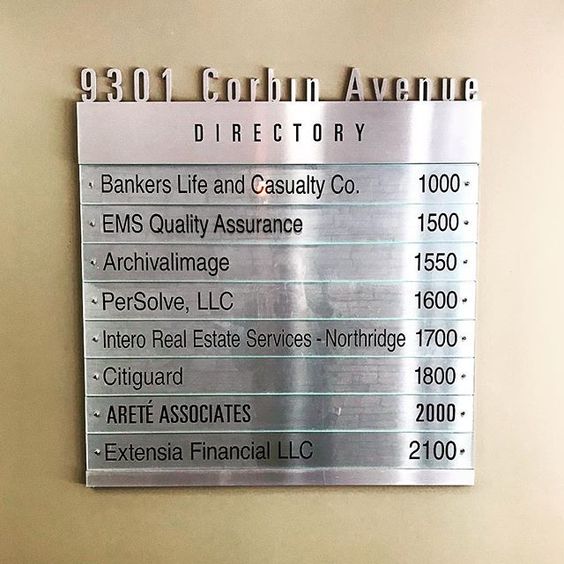 9301 Corbin Avenue
DIRECTORY
Bankers Life and Casualty Co. 1000
EMS Quality Assurance 1500
Archivalimage 1550
PerSolve, LLC 1600
Intero Real Estate Services - Northridge 1700
Citiguard 1800
ARETÉ ASSOCIATES 2000
Extensia Financial LLC 2100